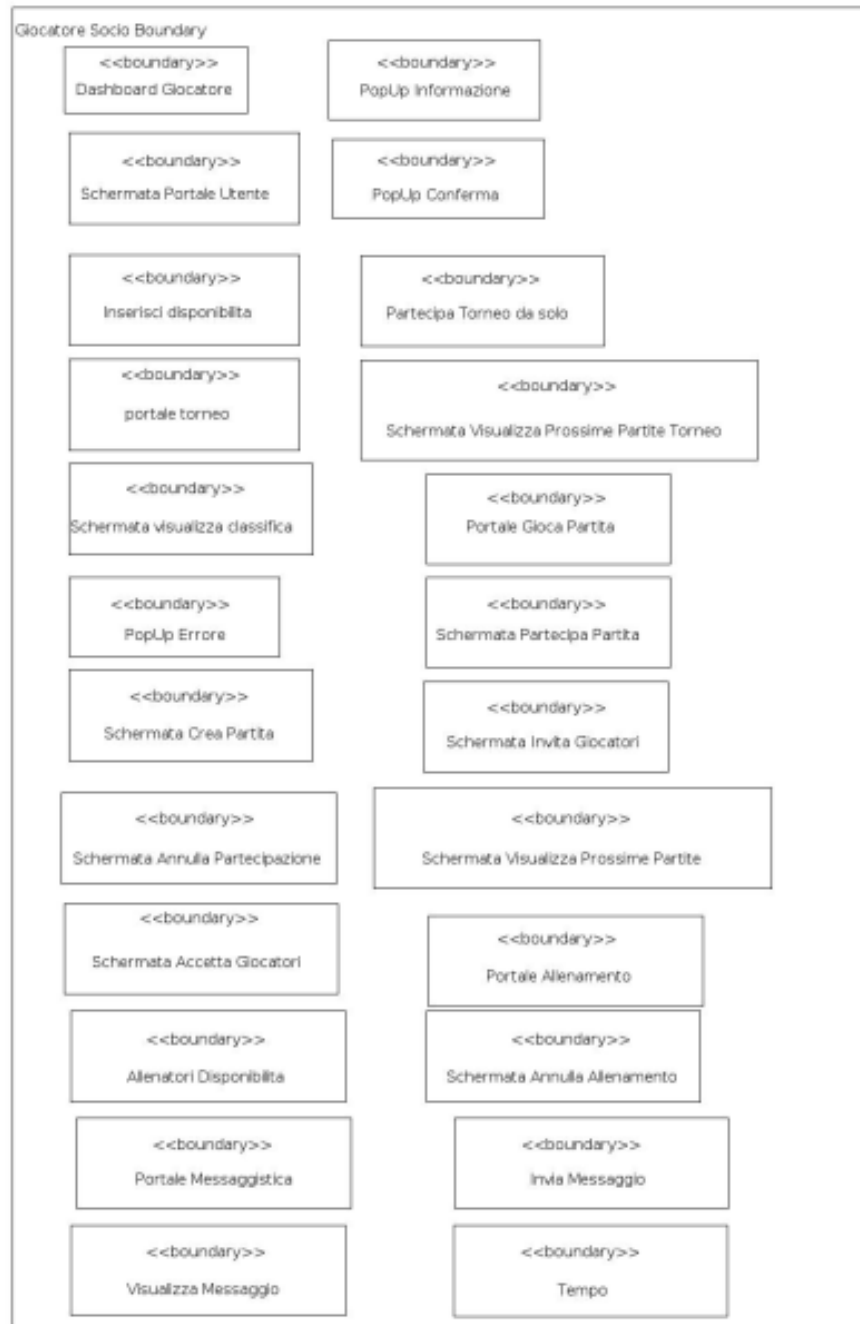 Giocatore Socio Boundary
<<boundary>>
Dashboard Giocatore
<<boundary>>
PopUp Informazione
<<boundary>>
Schermata Portale Utente
<<boundary>>
PopUp Conferma
<<boundary>>
Inserisci disponibilita
<<boundary>>
Partecipa Torneo da solo
<<boundary>>
portale torneo
<<boundary>>
Schermata Visualizza Prossime Partite Torneo
<<boundary>>
Schermata visualizza classifica
<<boundary>>
Portale Gioca Partita
<<boundary>>
PopUp Errore
<<boundary>>
Schermata Partecipa Partita
<<boundary>>
Schermata Crea Partita
<<boundary>>
Schermata Invita Giocatori
<<boundary>>
Schermata Annulla Partecipazione
<<boundary>>
Schermata Visualizza Prossime Partite
<<boundary>>
Schermata Accetta Giocatori
<<boundary>>
Portale Allenamento
<<boundary>>
Allenatori Disponibilita
<<boundary>>
Schermata Annulla Allenamento
<<boundary>>
Portale Messaggistica
<<boundary>>
Invia Messaggio
<<boundary>>
Visualizza Messaggio
<<boundary>>
Tempo